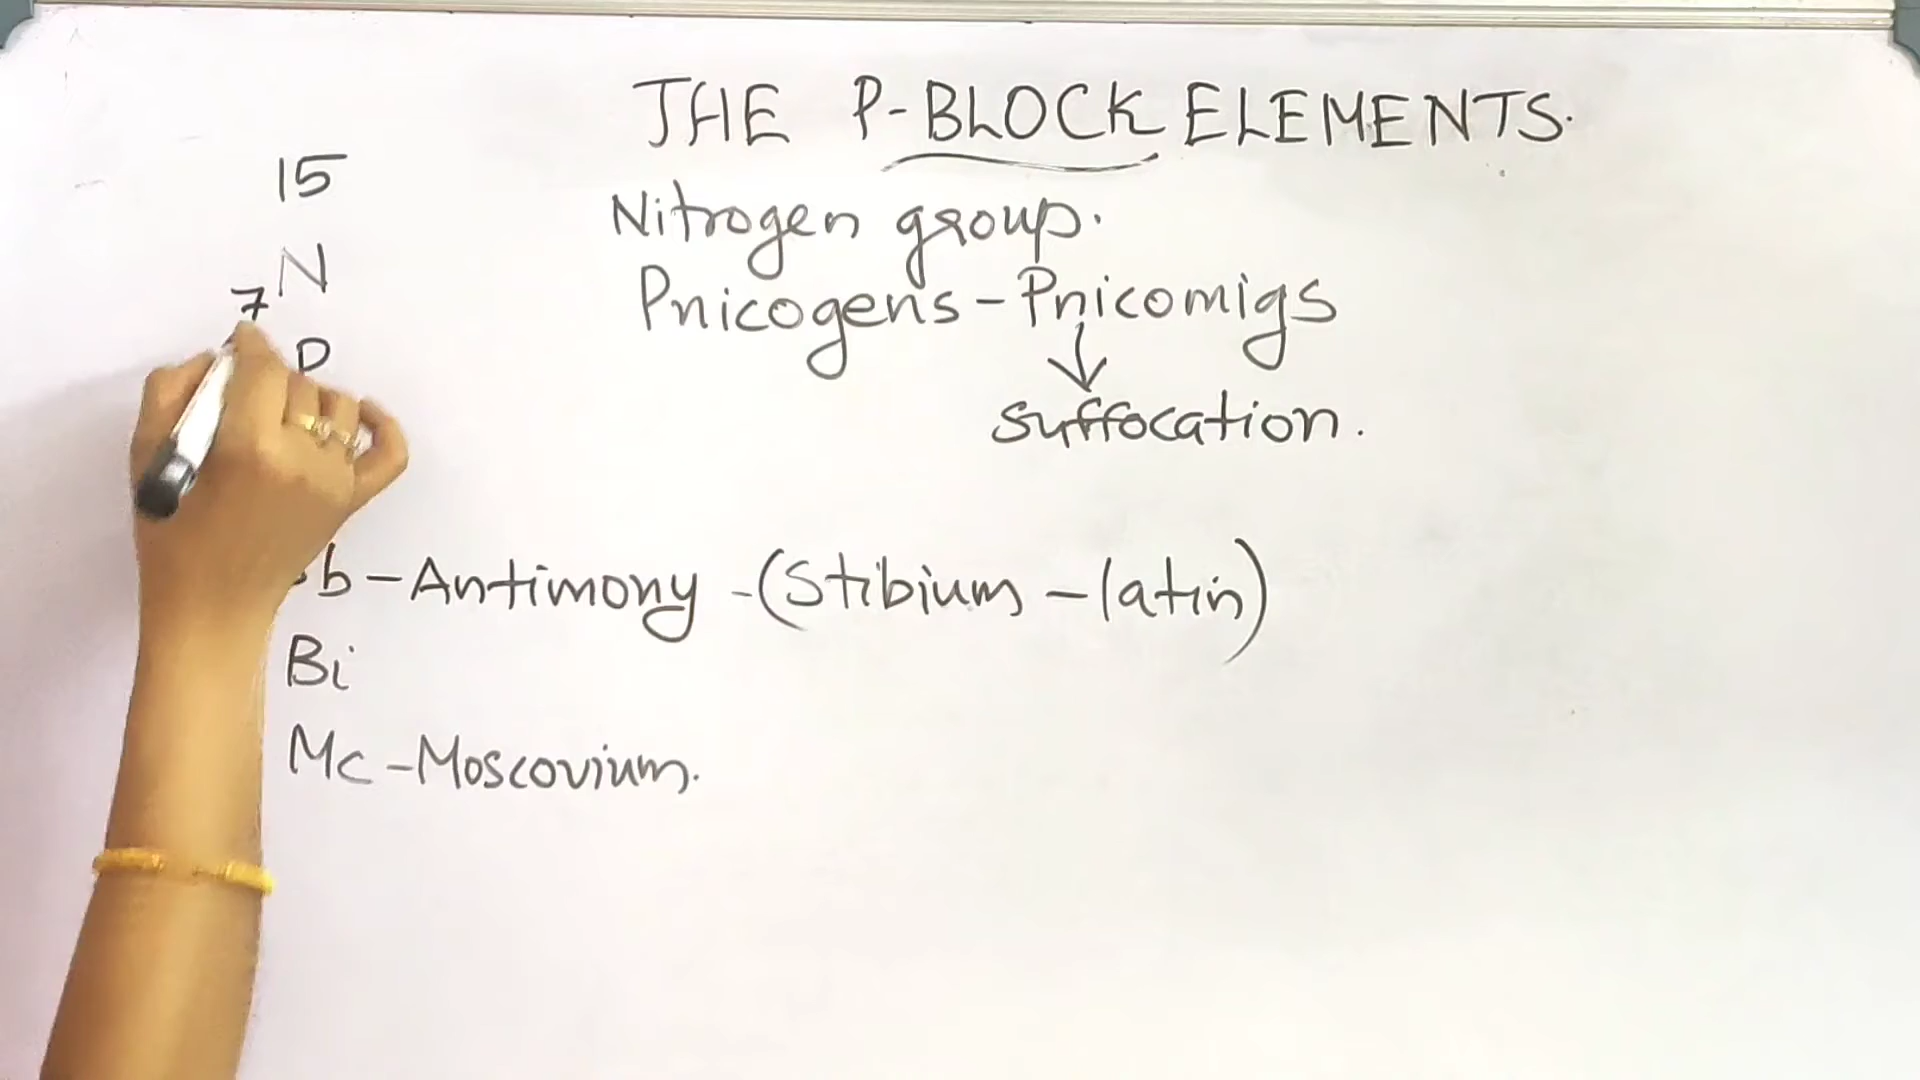 THE P-BLOCK ELEMENTS.
15
Nitrogen group.
N
7
Pnicogens - Pnicomigs
P
↓
suffocation.
b - Antimony - (Stibium - latin)
Bi
Mc - Moscovium.